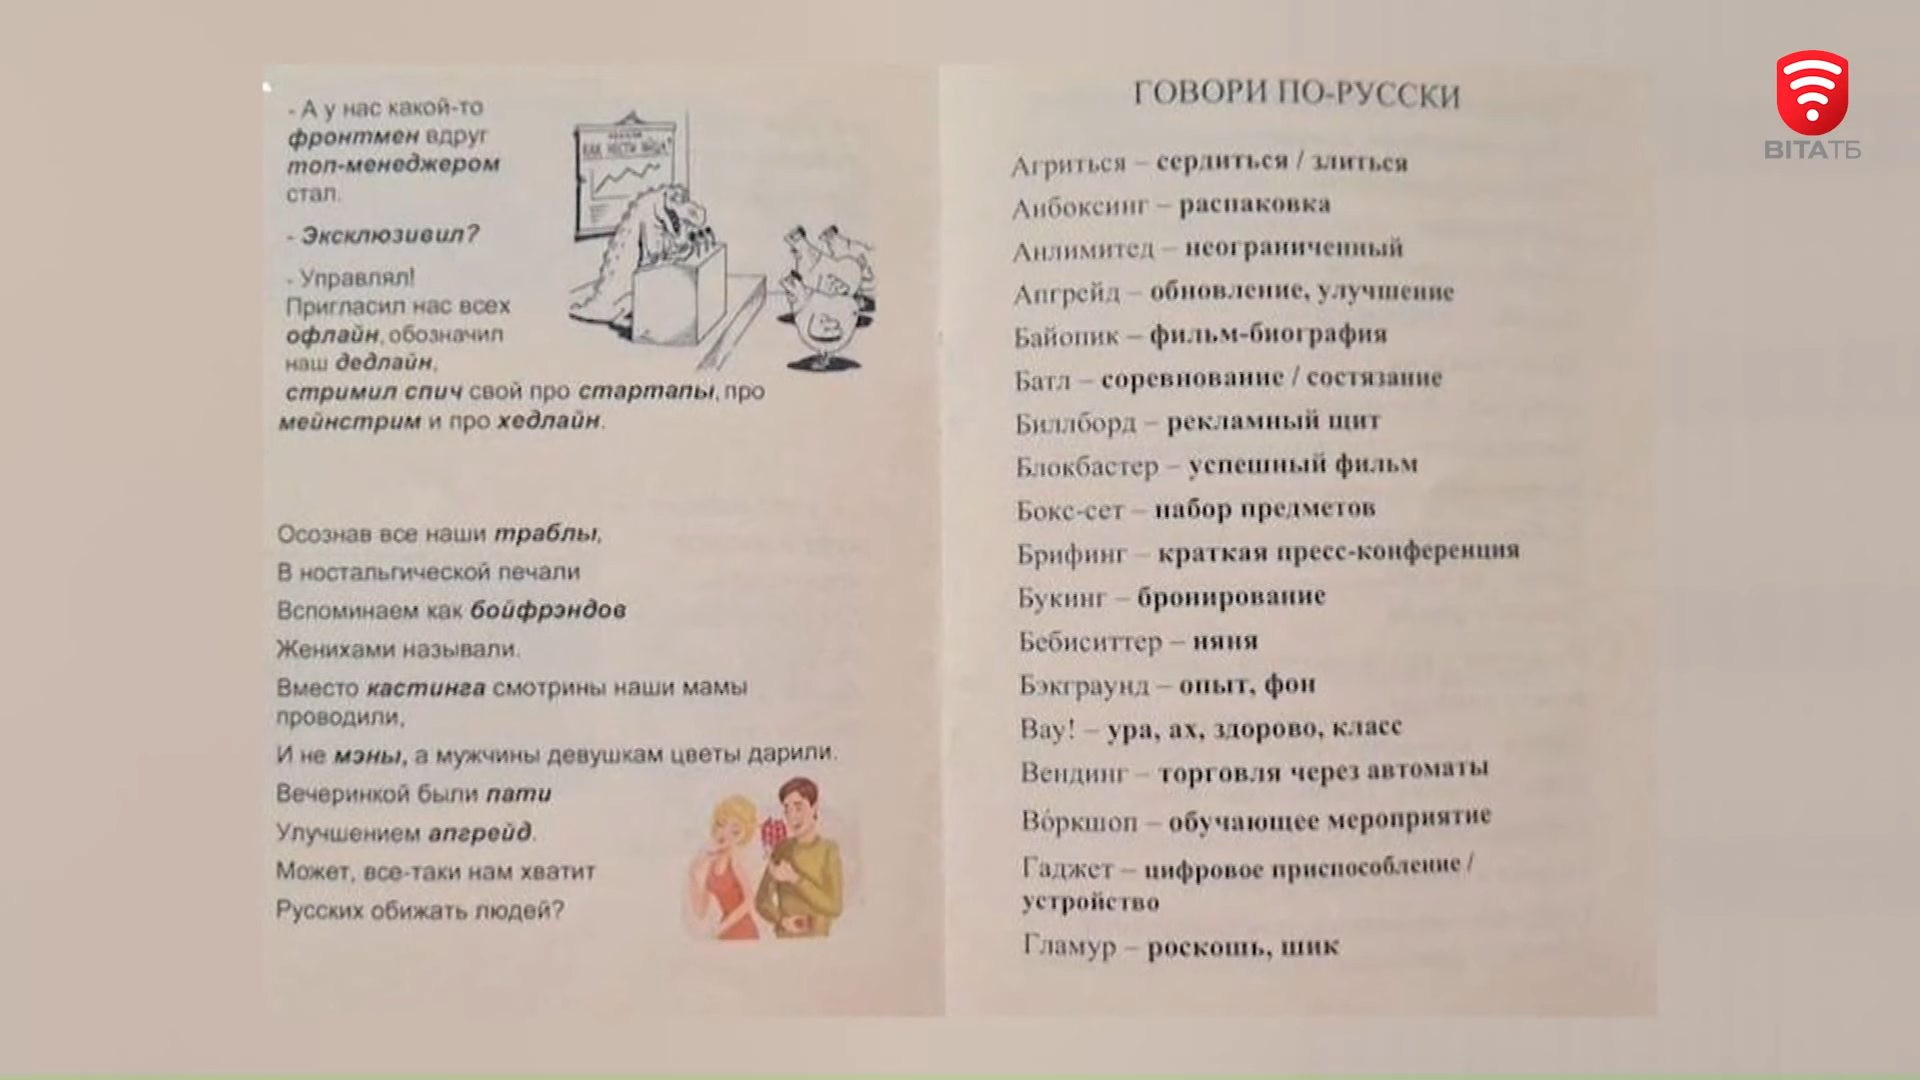 - А у нас какой-то
фронтмен вдруг
топ-менеджером
стал.
- Эксклюзивил?
- Управлял!
Пригласил нас всех
офлайн, обозначил
наш дедлайн,
стримил спич свой про стартапы, про
мейнстрим и про хедлайн.
КАК НЕСТИ ЯЙЦА?
Осознав все наши траблы,
В ностальгической печали
Вспоминаем как бойфрэндов
Женихами называли.
Вместо кастинга смотрины наши мамы
проводили,
И не мэны, а мужчины девушкам цветы дарили.
Вечеринкой были пати
Улучшением апгрейд.
Может, все-таки нам хватит
Русских обижать людей?
ГОВОРИ ПО-РУССКИ
Агриться – сердиться / злиться
Анбоксинг – распаковка
Анлимитед – неограниченный
Апгрейд – обновление, улучшение
Байопик – фильм-биография
Батл – соревнование / состязание
Биллборд – рекламный щит
Блокбастер – успешный фильм
Бокс-сет – набор предметов
Брифинг – краткая пресс-конференция
Букинг – бронирование
Бебиситтер – няня
Бэкграунд – опыт, фон
Вау! – ура, ах, здорово, класс
Вендинг – торговля через автоматы
Во́ркшоп – обучающее мероприятие
Гаджет – цифровое приспособление /
устройство
Гламур – роскошь, шик
ВІТАТБ